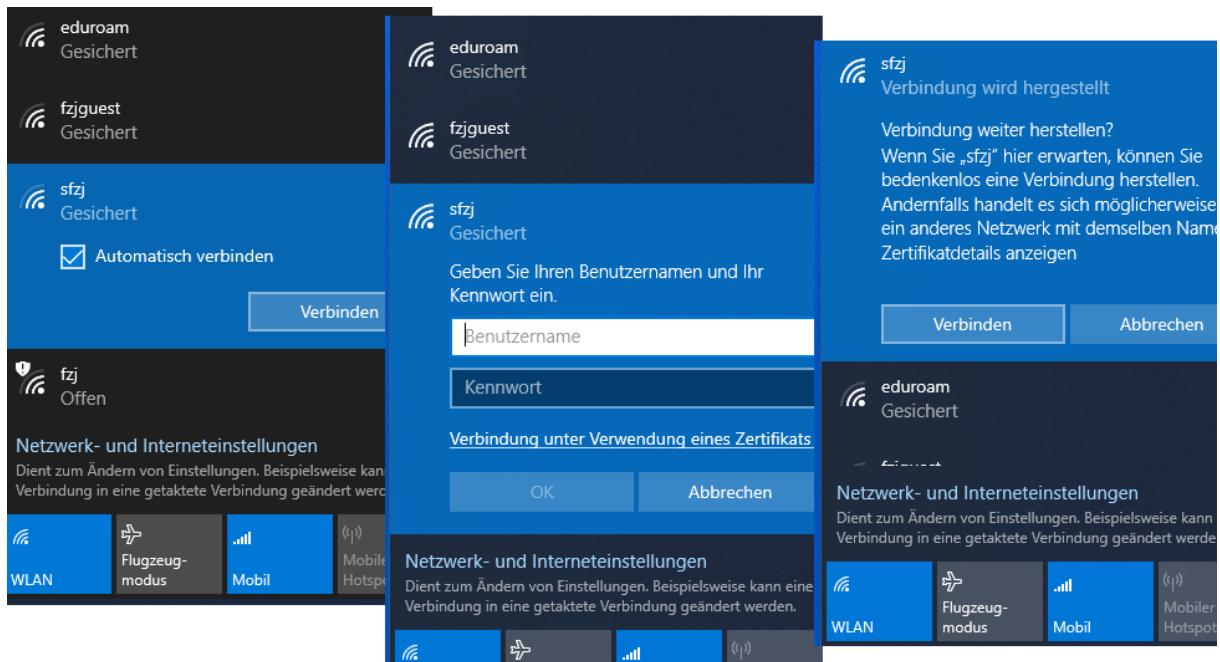 eduroam
Gesichert
fzjguest
Gesichert
sfzj
Gesichert
Automatisch verbinden
Verbinden
fzj
Offen
Netzwerk- und Interneteinstellungen
Dient zum Ändern von Einstellungen. Beispielsweise kan
Verbindung in eine getaktete Verbindung geändert werd
WLAN
Flugzeug-
modus
Mobil
Mobile
Hotsp
eduroam
Gesichert
fzjguest
Gesichert
sfzj
Gesichert
Geben Sie Ihren Benutzernamen und Ihr
Kennwort ein.
Benutzername
Kennwort
Verbindung unter Verwendung eines Zertifikats
OK
Abbrechen
Netzwerk- und Interneteinstellungen
Dient zum Ändern von Einstellungen. Beispielsweise kann eine
Verbindung in eine getaktete Verbindung geändert werden.
sfzj
Verbindung wird hergestellt
Verbindung weiter herstellen?
Wenn Sie „sfzj“ hier erwarten, können Sie
bedenkenlos eine Verbindung herstellen.
Andernfalls handelt es sich möglicherweise
ein anderes Netzwerk mit demselben Name
Zertifikatdetails anzeigen
Verbinden
Abbrechen
eduroam
Gesichert
Netzwerk- und Interneteinstellungen
Dient zum Ändern von Einstellungen. Beispielsweise kann
Verbindung in eine getaktete Verbindung geändert werde
WLAN
Flugzeug-
modus
Mobil
Mobiler
Hotspot